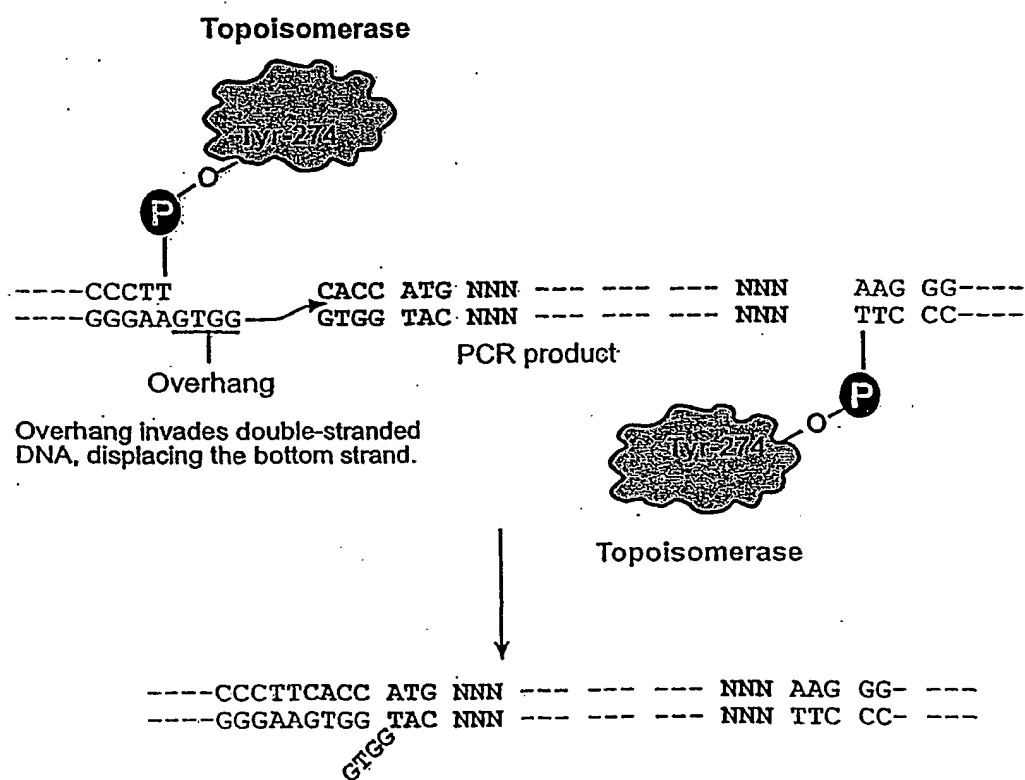 Topoisomerase
Tyr-274
O
P
-----CCCTT
-----GGGAAGTGG
CACC ATG NNN --- --- --- NNN
GTGG TAC NNN --- --- --- NNN
AAG GG----
TTC CC----
PCR product
Overhang
Overhang invades double-stranded
DNA, displacing the bottom strand.
P
O
Tyr-274
Topoisomerase
----CCCTTCACC ATG NNN --- --- --- NNN AAG GG- ---
----GGGAAGTGG TAC NNN --- --- --- NNN TTC CC- ---
GTGG